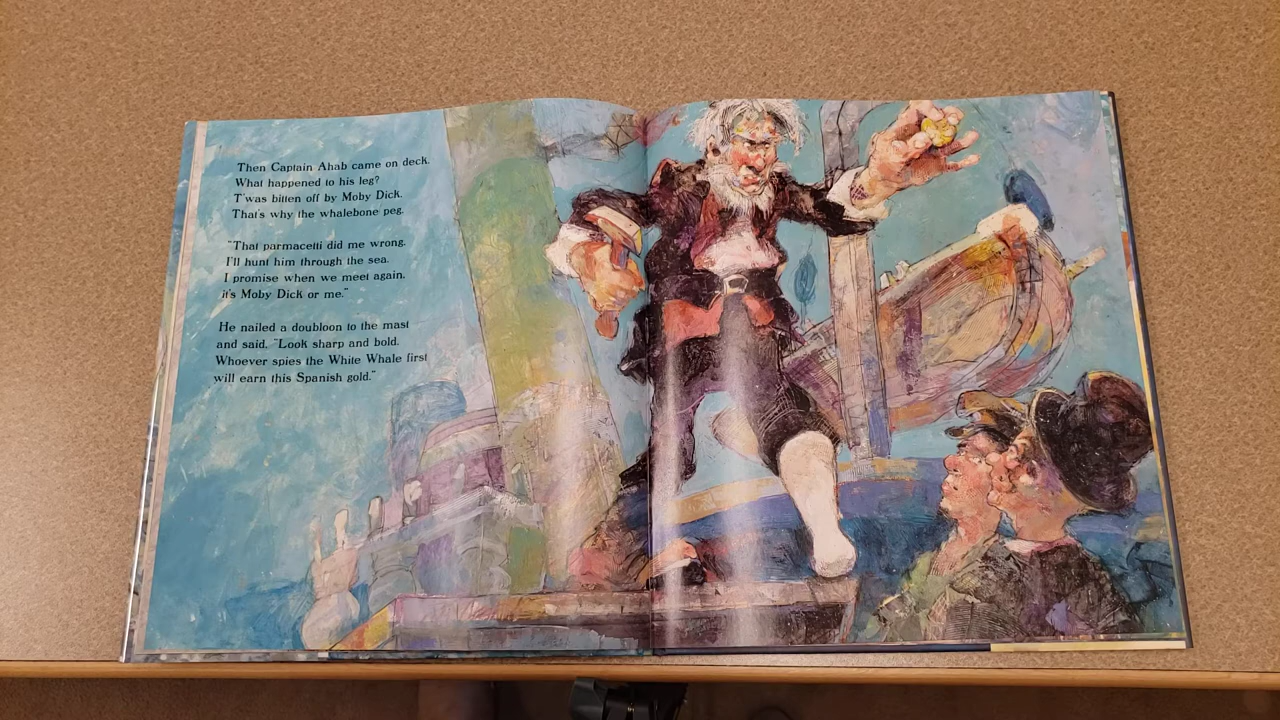 Then Captain Ahab came on deck.
What happened to his leg?
T'was bitten off by Moby Dick.
That's why the whalebone peg.
"That parmacetti did me wrong.
I'll hunt him through the sea.
I promise when we meet again,
it's Moby Dick or me."
He nailed a doubloon to the mast
and said, "Look sharp and bold.
Whoever spies the White Whale first
will earn this Spanish gold."